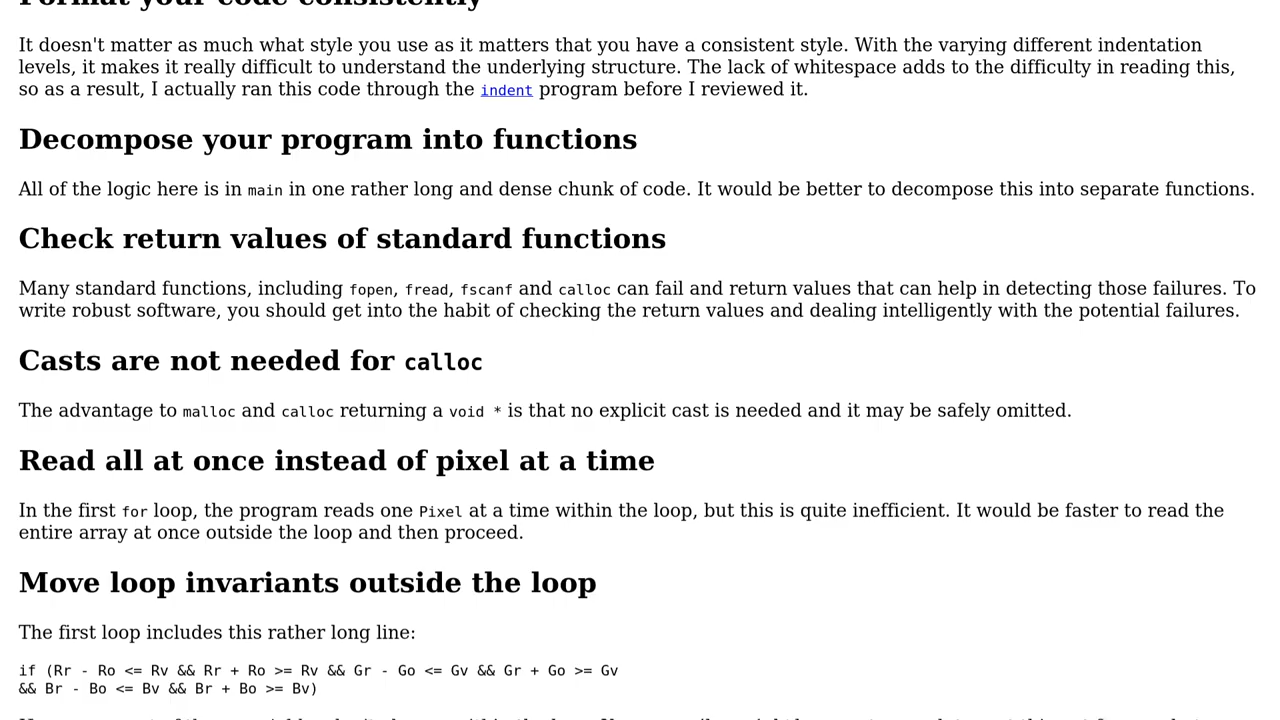 Format your code consistently
It doesn't matter as much what style you use as it matters that you have a consistent style. With the varying different indentation
levels, it makes it really difficult to understand the underlying structure. The lack of whitespace adds to the difficulty in reading this,
so as a result, I actually ran this code through the indent program before I reviewed it.
Decompose your program into functions
All of the logic here is in main in one rather long and dense chunk of code. It would be better to decompose this into separate functions.
Check return values of standard functions
Many standard functions, including fopen, fread, fscanf and calloc can fail and return values that can help in detecting those failures. To
write robust software, you should get into the habit of checking the return values and dealing intelligently with the potential failures.
Casts are not needed for calloc
The advantage to malloc and calloc returning a void * is that no explicit cast is needed and it may be safely omitted.
Read all at once instead of pixel at a time
In the first for loop, the program reads one Pixel at a time within the loop, but this is quite inefficient. It would be faster to read the
entire array at once outside the loop and then proceed.
Move loop invariants outside the loop
The first loop includes this rather long line:
if (Rr - Ro <= Rv && Rr + Ro >= Rv && Gr - Go <= Gv && Gr + Go >= Gv
&& Br - Bo <= Bv && Br + Bo >= Bv)